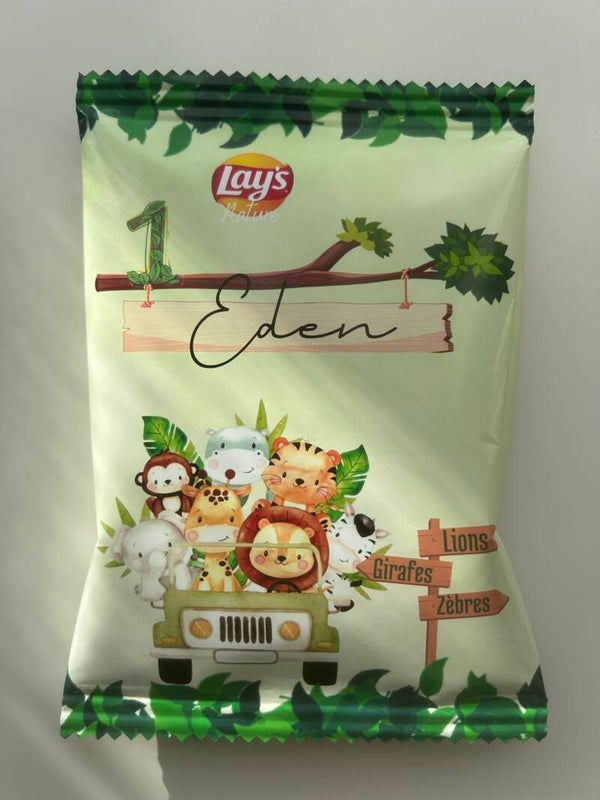 Lay's
Nature
1
Eden
Lions
Girafes
Zèbres